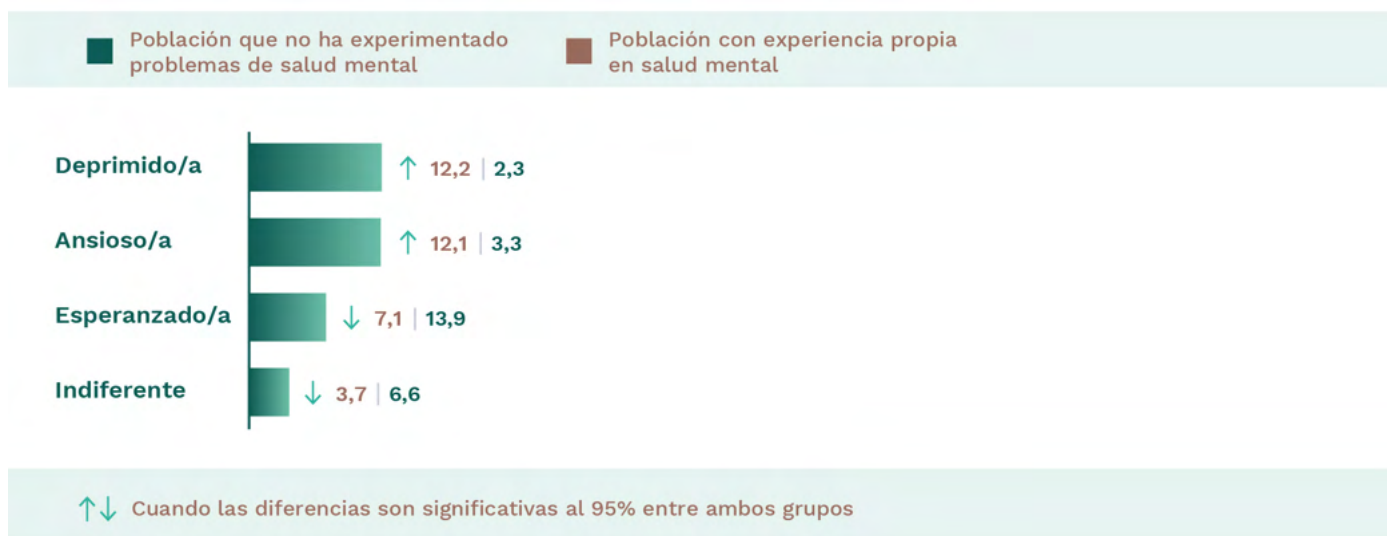 Población que no ha experimentado
problemas de salud mental
Población con experiencia propia
en salud mental
Deprimido/a ↑ 12,2 | 2,3
Ansioso/a ↑ 12,1 | 3,3
Esperanzado/a ↓ 7,1 | 13,9
Indiferente ↓ 3,7 | 6,6
↑↓ Cuando las diferencias son significativas al 95% entre ambos grupos